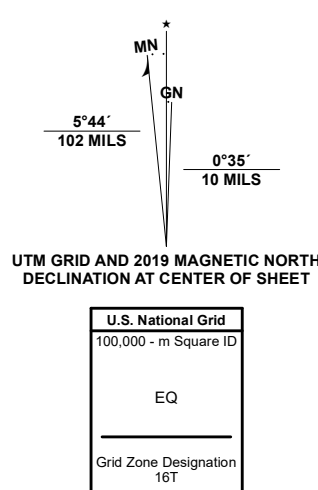 MN
GN
5°44´
102 MILS
0°35´
10 MILS
UTM GRID AND 2019 MAGNETIC NORTH
DECLINATION AT CENTER OF SHEET
U.S. National Grid
100,000 - m Square ID
EQ
Grid Zone Designation
16T